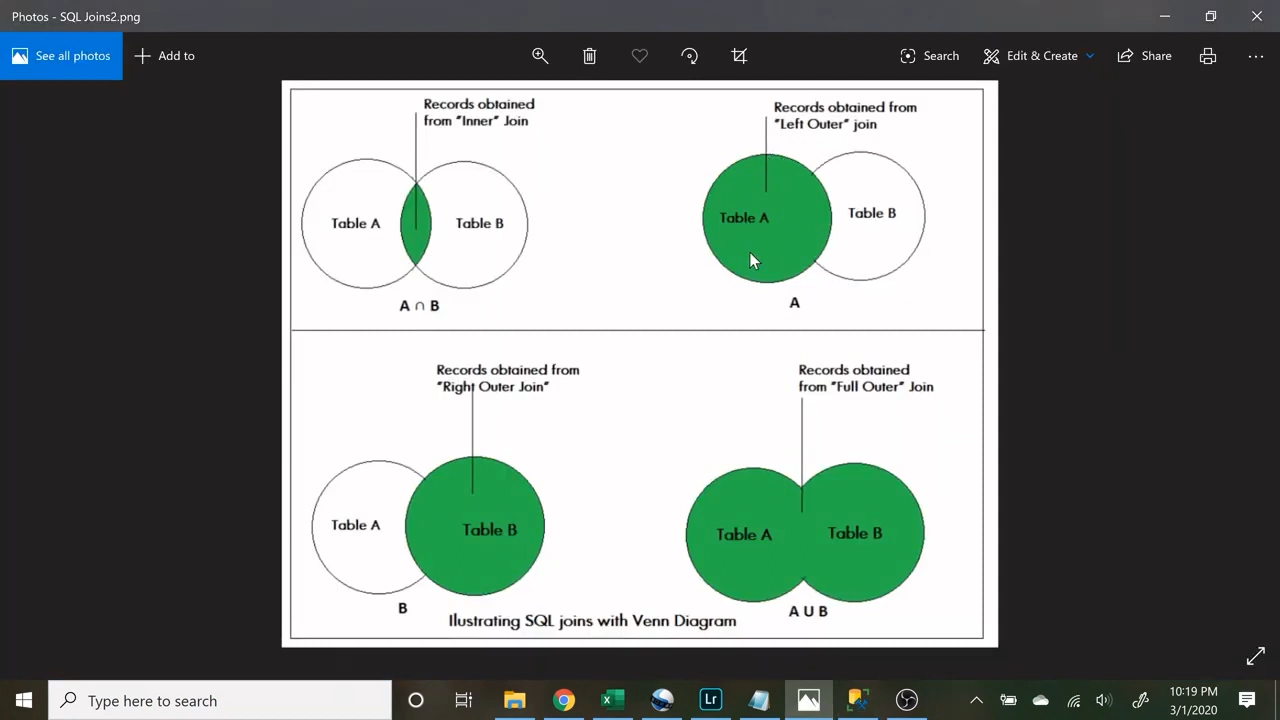 Photos - SQL Joins2.png
See all photos
Add to
Search
Edit & Create
Share
Records obtained
from "Inner" Join
Table A
Table B
A ∩ B
Records obtained from
"Left Outer" join
Table A
Table B
A
Records obtained from
"Right Outer Join"
Table A
Table B
B
Records obtained
from "Full Outer" Join
Table A
Table B
A U B
Ilustrating SQL joins with Venn Diagram
Type here to search
Lr
10:19 PM
3/1/2020